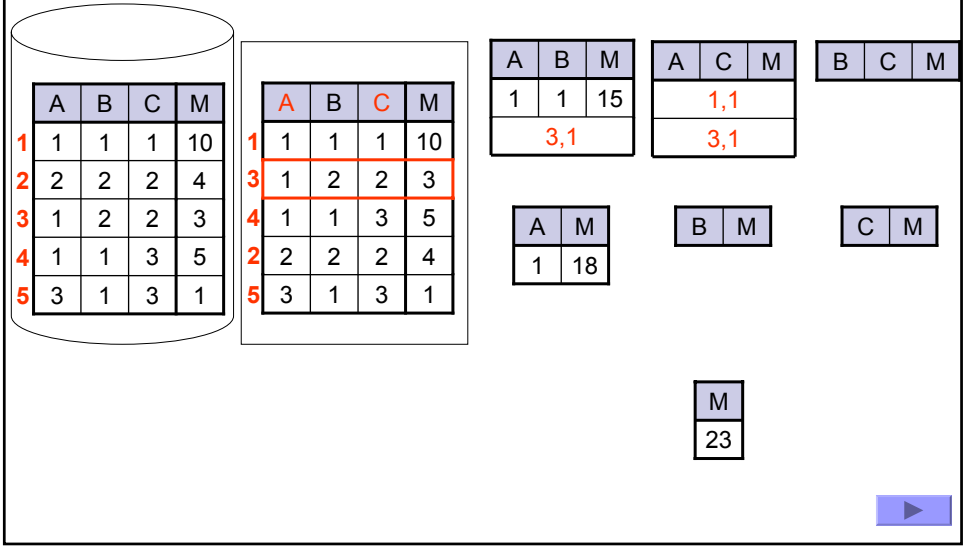 A B C M
1 1 1 1 10
2 2 2 2 4
3 1 2 2 3
4 1 1 3 5
5 3 1 3 1
A B C M
1 1 1 1 10
3 1 2 2 3
4 1 1 3 5
2 2 2 2 4
5 3 1 3 1
A B M
1 1 15
3,1
A C M
1,1
3,1
B C M
A M
1 18
B M
C M
M
23